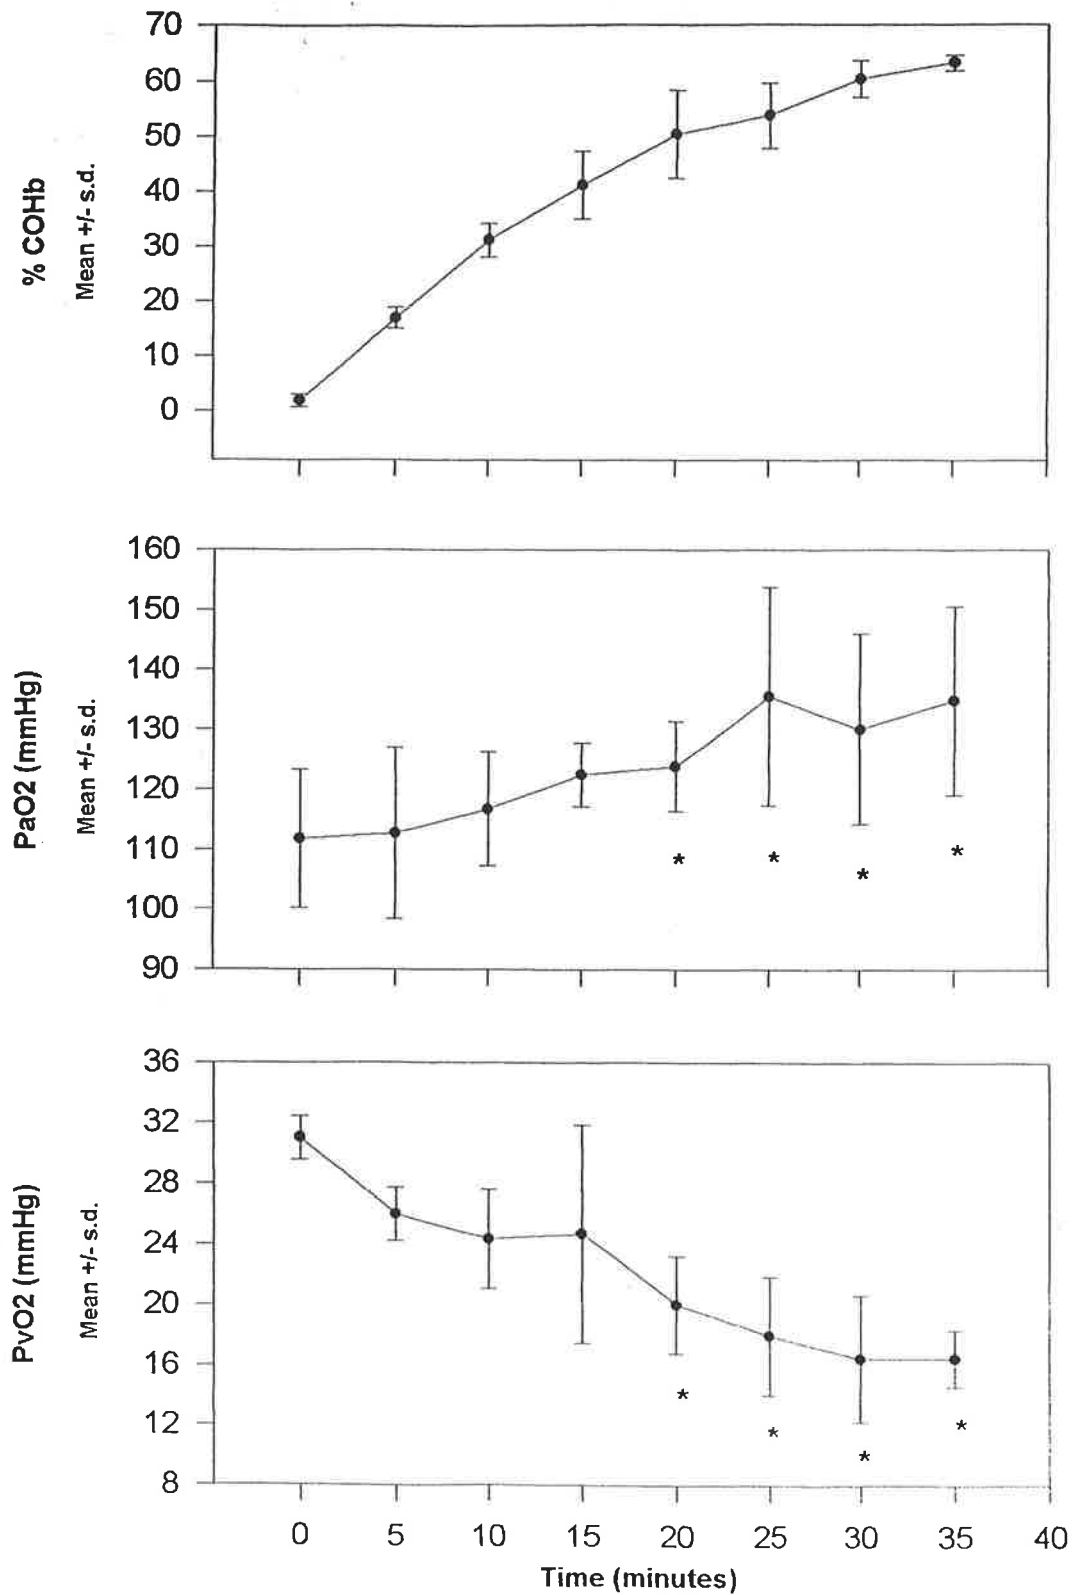 70
60
50
40
30
20
10
0
% COHb
Mean +/- s.d.
160
150
140
130
120
110
100
90
PaO2 (mmHg)
Mean +/- s.d.
* * * *
36
32
28
24
20
16
12
8
PvO2 (mmHg)
Mean +/- s.d.
* * * *
0 5 10 15 20 25 30 35 40
Time (minutes)